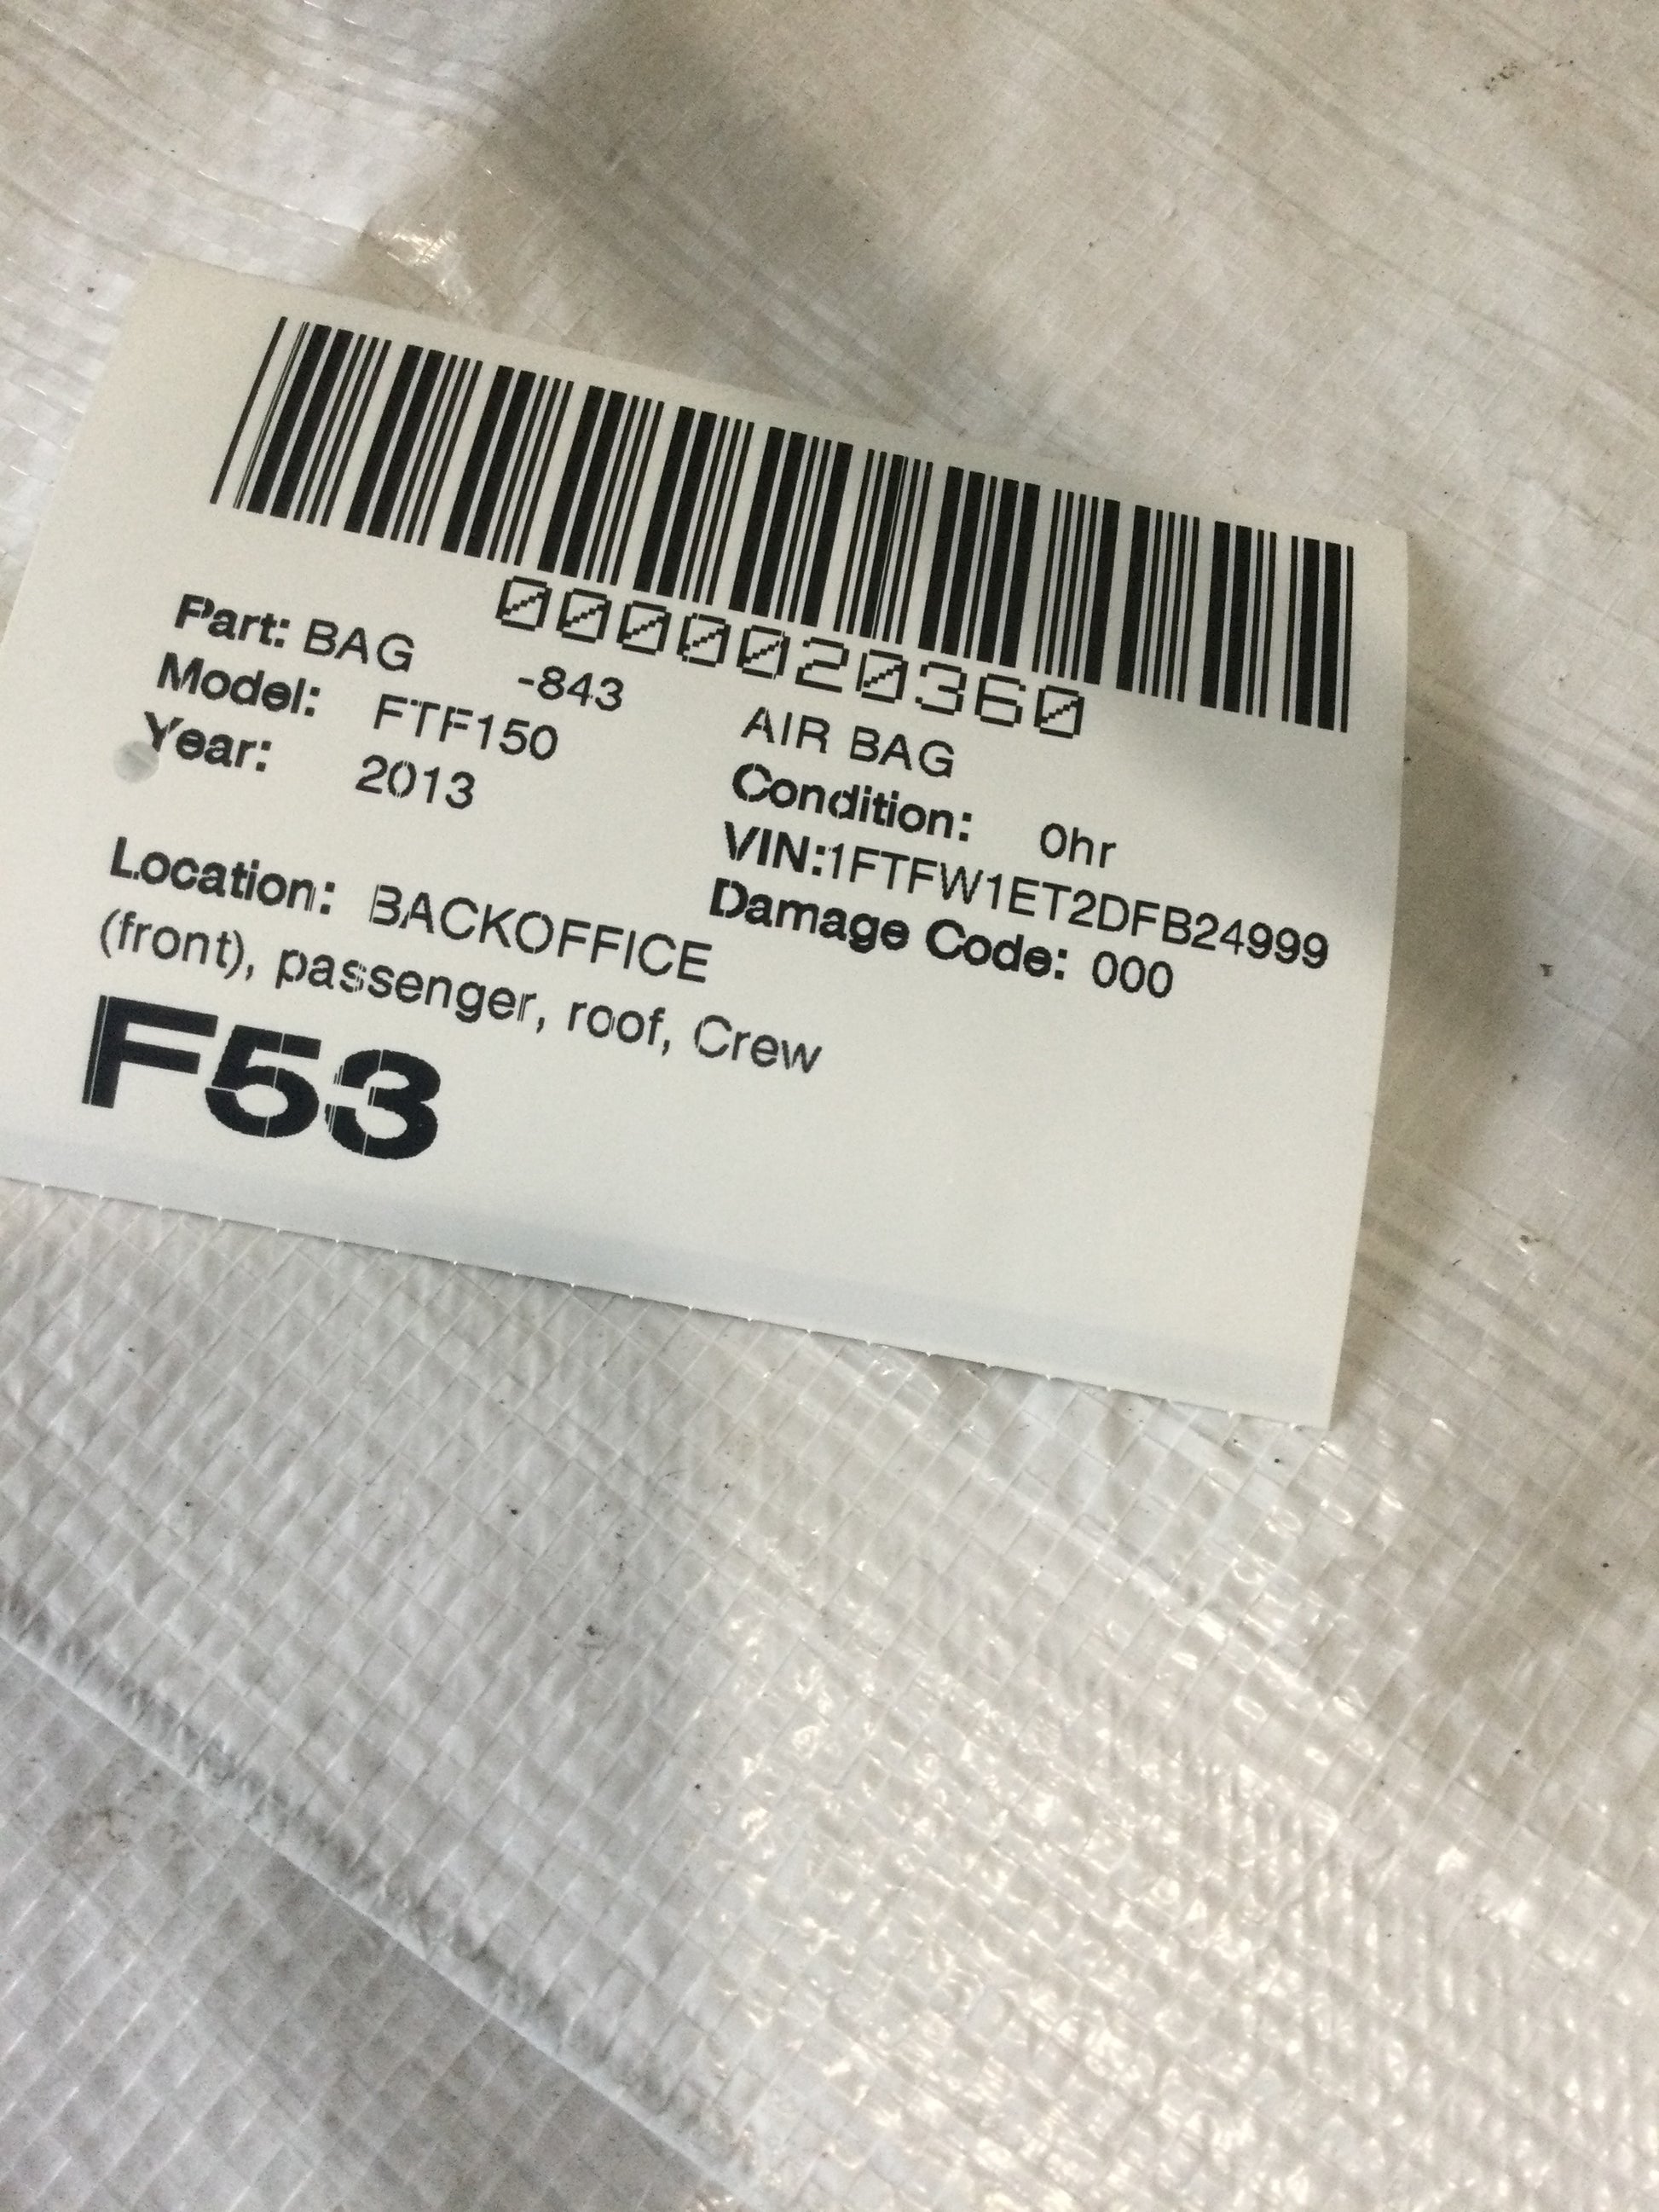 0000020360
Part: BAG -843 AIR BAG
Model: FTF150 Condition: 0hr
Year: 2013 VIN:1FTFW1ET2DFB24999
Damage Code: 000
Location: BACKOFFICE
(front), passenger, roof, Crew
F53